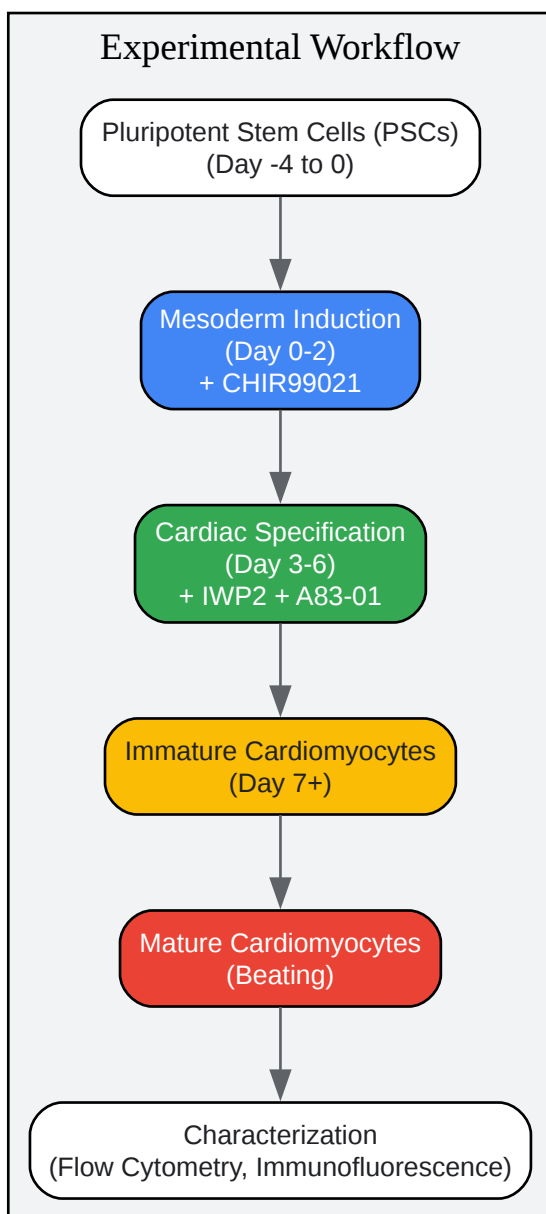 Experimental Workflow
Pluripotent Stem Cells (PSCs)
(Day -4 to 0)
Mesoderm Induction
(Day 0-2)
+ CHIR99021
Cardiac Specification
(Day 3-6)
+ IWP2 + A83-01
Immature Cardiomyocytes
(Day 7+)
Mature Cardiomyocytes
(Beating)
Characterization
(Flow Cytometry, Immunofluorescence)